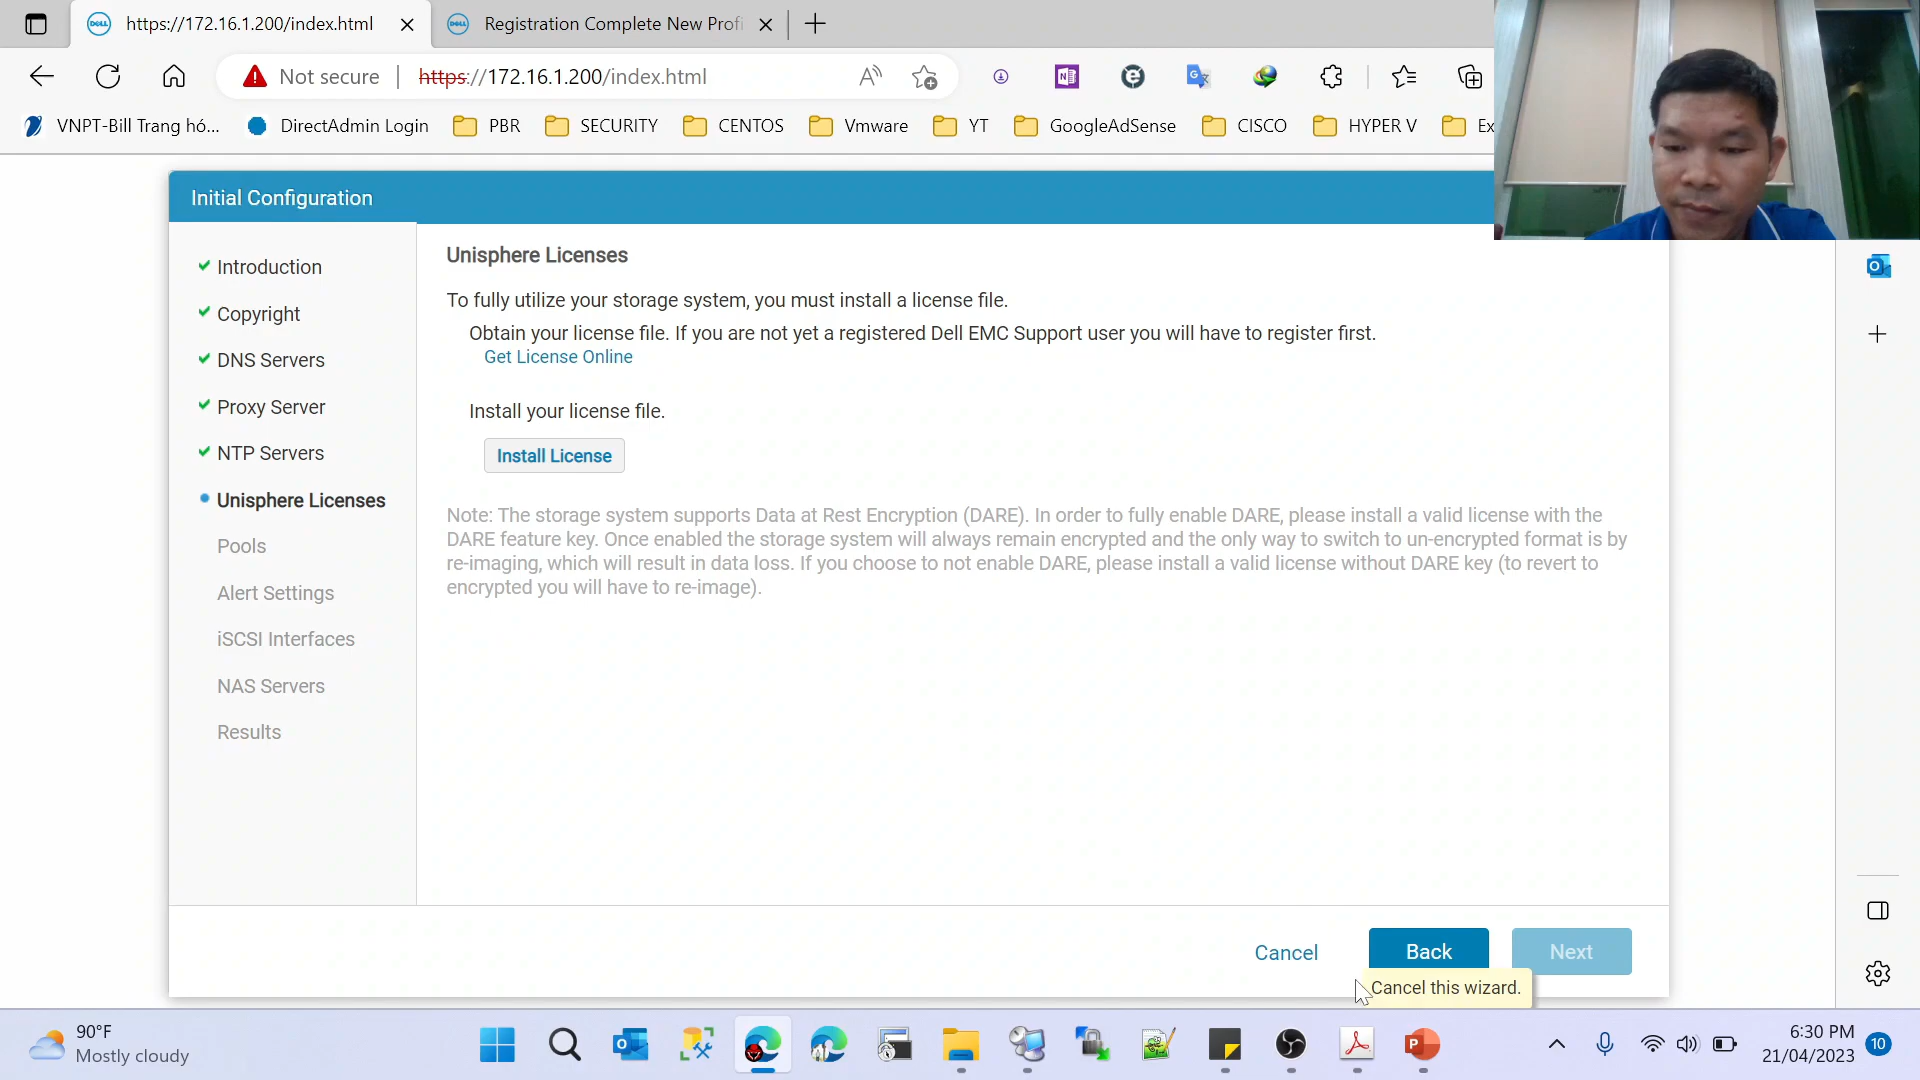 https://172.16.1.200/index.html
Registration Complete New Profi
Not secure
https://172.16.1.200/index.html
VNPT-Bill Trang hó...
DirectAdmin Login
PBR
SECURITY
CENTOS
Vmware
YT
GoogleAdSense
CISCO
HYPER V
Ex
Initial Configuration
Introduction
Copyright
DNS Servers
Proxy Server
NTP Servers
Unisphere Licenses
Pools
Alert Settings
iSCSI Interfaces
NAS Servers
Results
Unisphere Licenses
To fully utilize your storage system, you must install a license file.
Obtain your license file. If you are not yet a registered Dell EMC Support user you will have to register first.
Get License Online
Install your license file.
Install License
Note: The storage system supports Data at Rest Encryption (DARE). In order to fully enable DARE, please install a valid license with the
DARE feature key. Once enabled the storage system will always remain encrypted and the only way to switch to un-encrypted format is by
re-imaging, which will result in data loss. If you choose to not enable DARE, please install a valid license without DARE key (to revert to
encrypted you will have to re-image).
Cancel
Back
Next
Cancel this wizard.
90°F
Mostly cloudy
6:30 PM
21/04/2023
10